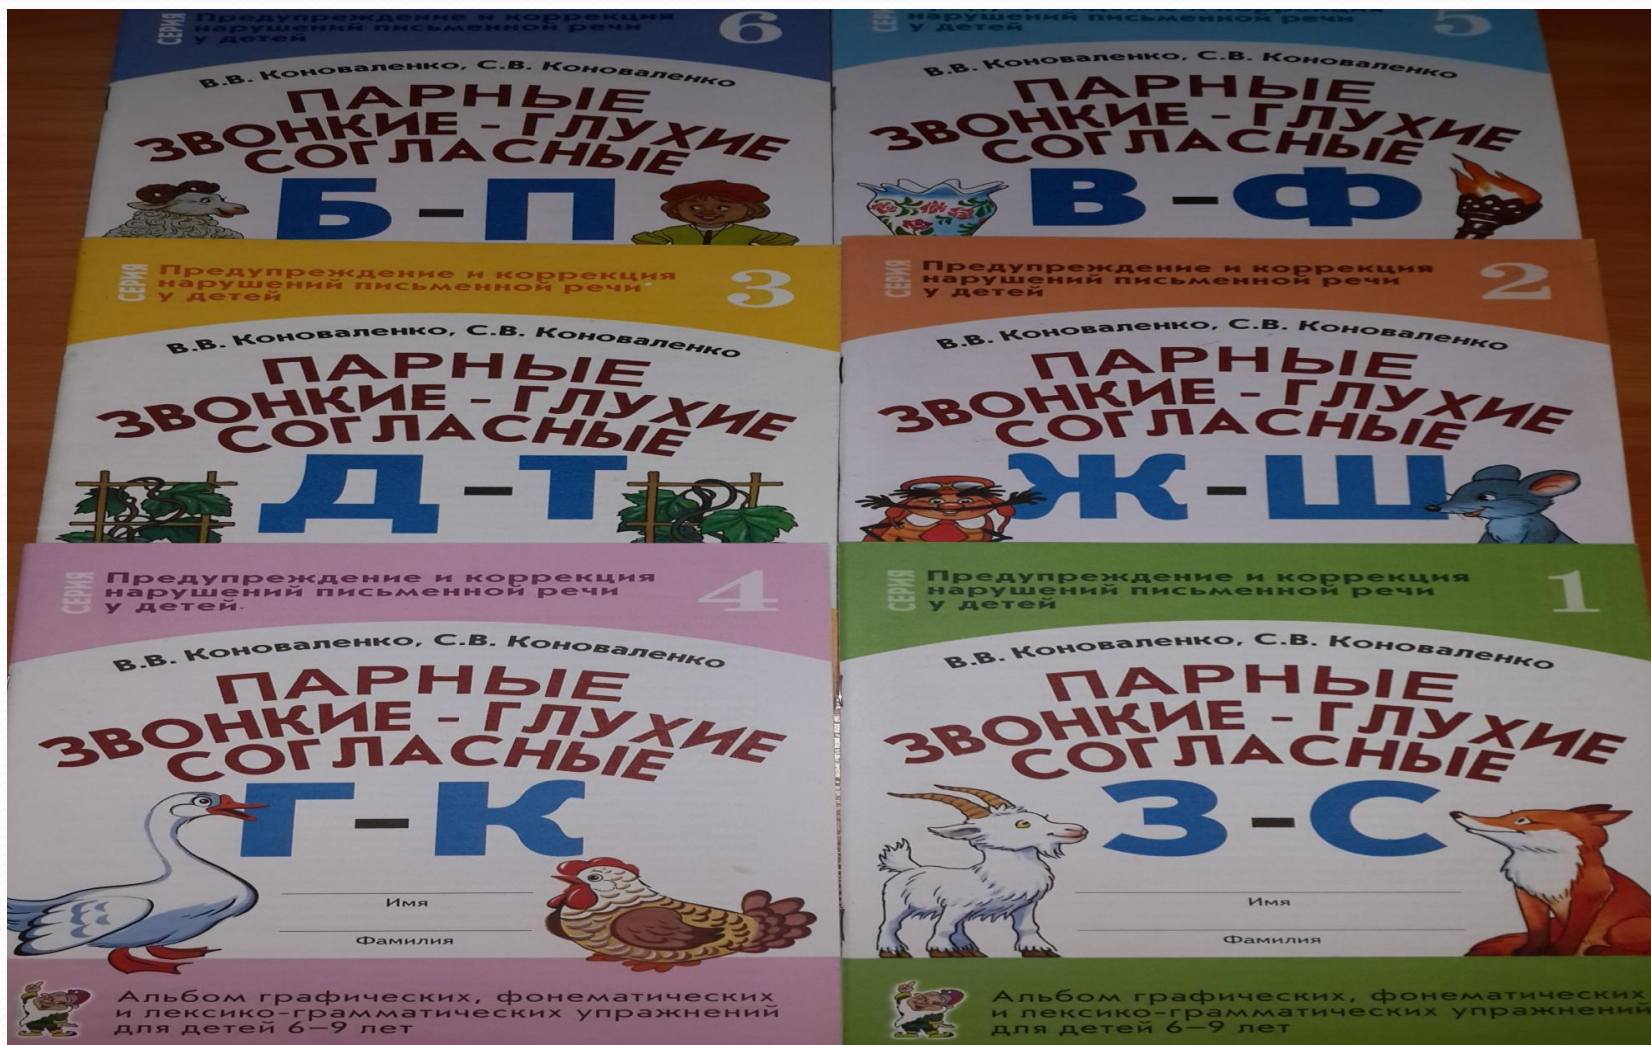 СЕРИЯ
Предупреждение и коррекция
нарушений письменной речи
у детей
6
В.В. Коноваленко, С.В. Коноваленко
ПАРНЫЕ
ЗВОНКИЕ - ГЛУХИЕ
СОГЛАСНЫЕ
Б-П
нарушений письменной речи
у детей
5
В.В. Коноваленко, С.В. Коноваленко
ПАРНЫЕ
ЗВОНКИЕ - ГЛУХИЕ
СОГЛАСНЫЕ
В-Ф
СЕРИЯ
Предупреждение и коррекция
нарушений письменной речи
у детей
3
В.В. Коноваленко, С.В. Коноваленко
ПАРНЫЕ
ЗВОНКИЕ - ГЛУХИЕ
СОГЛАСНЫЕ
Д-Т
СЕРИЯ
Предупреждение и коррекция
нарушений письменной речи
у детей
2
В.В. Коноваленко, С.В. Коноваленко
ПАРНЫЕ
ЗВОНКИЕ - ГЛУХИЕ
СОГЛАСНЫЕ
Ж-Ш
СЕРИЯ
Предупреждение и коррекция
нарушений письменной речи
у детей
4
В.В. Коноваленко, С.В. Коноваленко
ПАРНЫЕ
ЗВОНКИЕ - ГЛУХИЕ
СОГЛАСНЫЕ
Г-К
Имя
Фамилия
Альбом графических, фонематических
и лексико-грамматических упражнений
для детей 6–9 лет
СЕРИЯ
Предупреждение и коррекция
нарушений письменной речи
у детей
1
В.В. Коноваленко, С.В. Коноваленко
ПАРНЫЕ
ЗВОНКИЕ - ГЛУХИЕ
СОГЛАСНЫЕ
З-С
Имя
Фамилия
Альбом графических, фонематических
и лексико-грамматических упражнений
для детей 6–9 лет